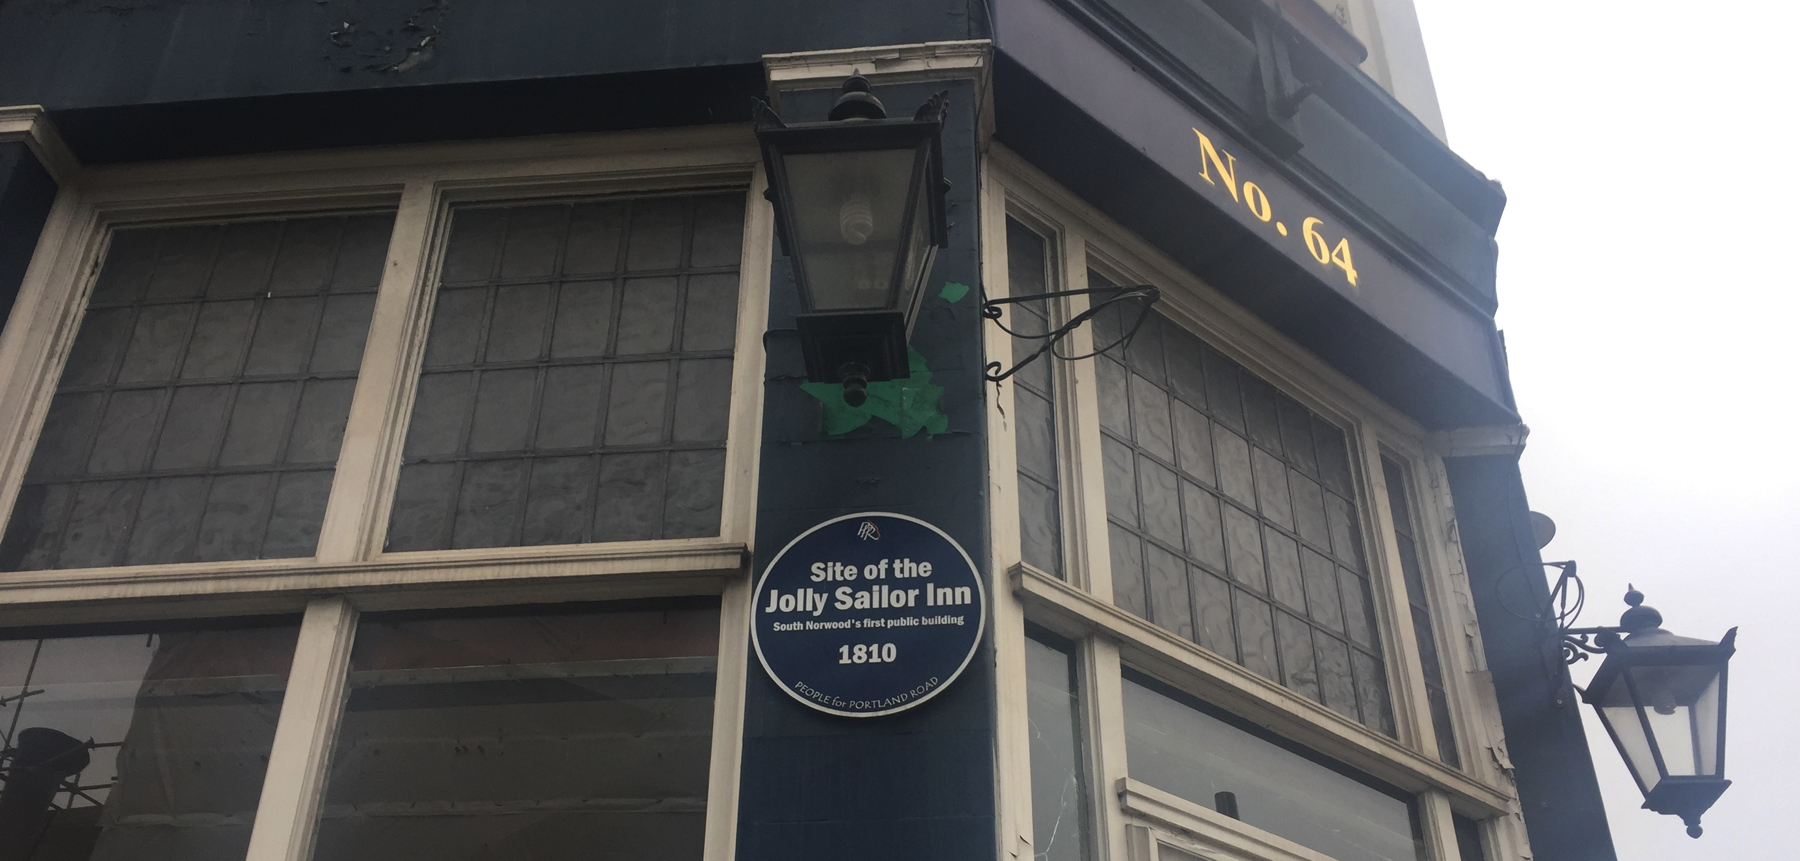 No. 64
Site of the
Jolly Sailor Inn
South Norwood's first public building
1810
PEOPLE for PORTLAND ROAD